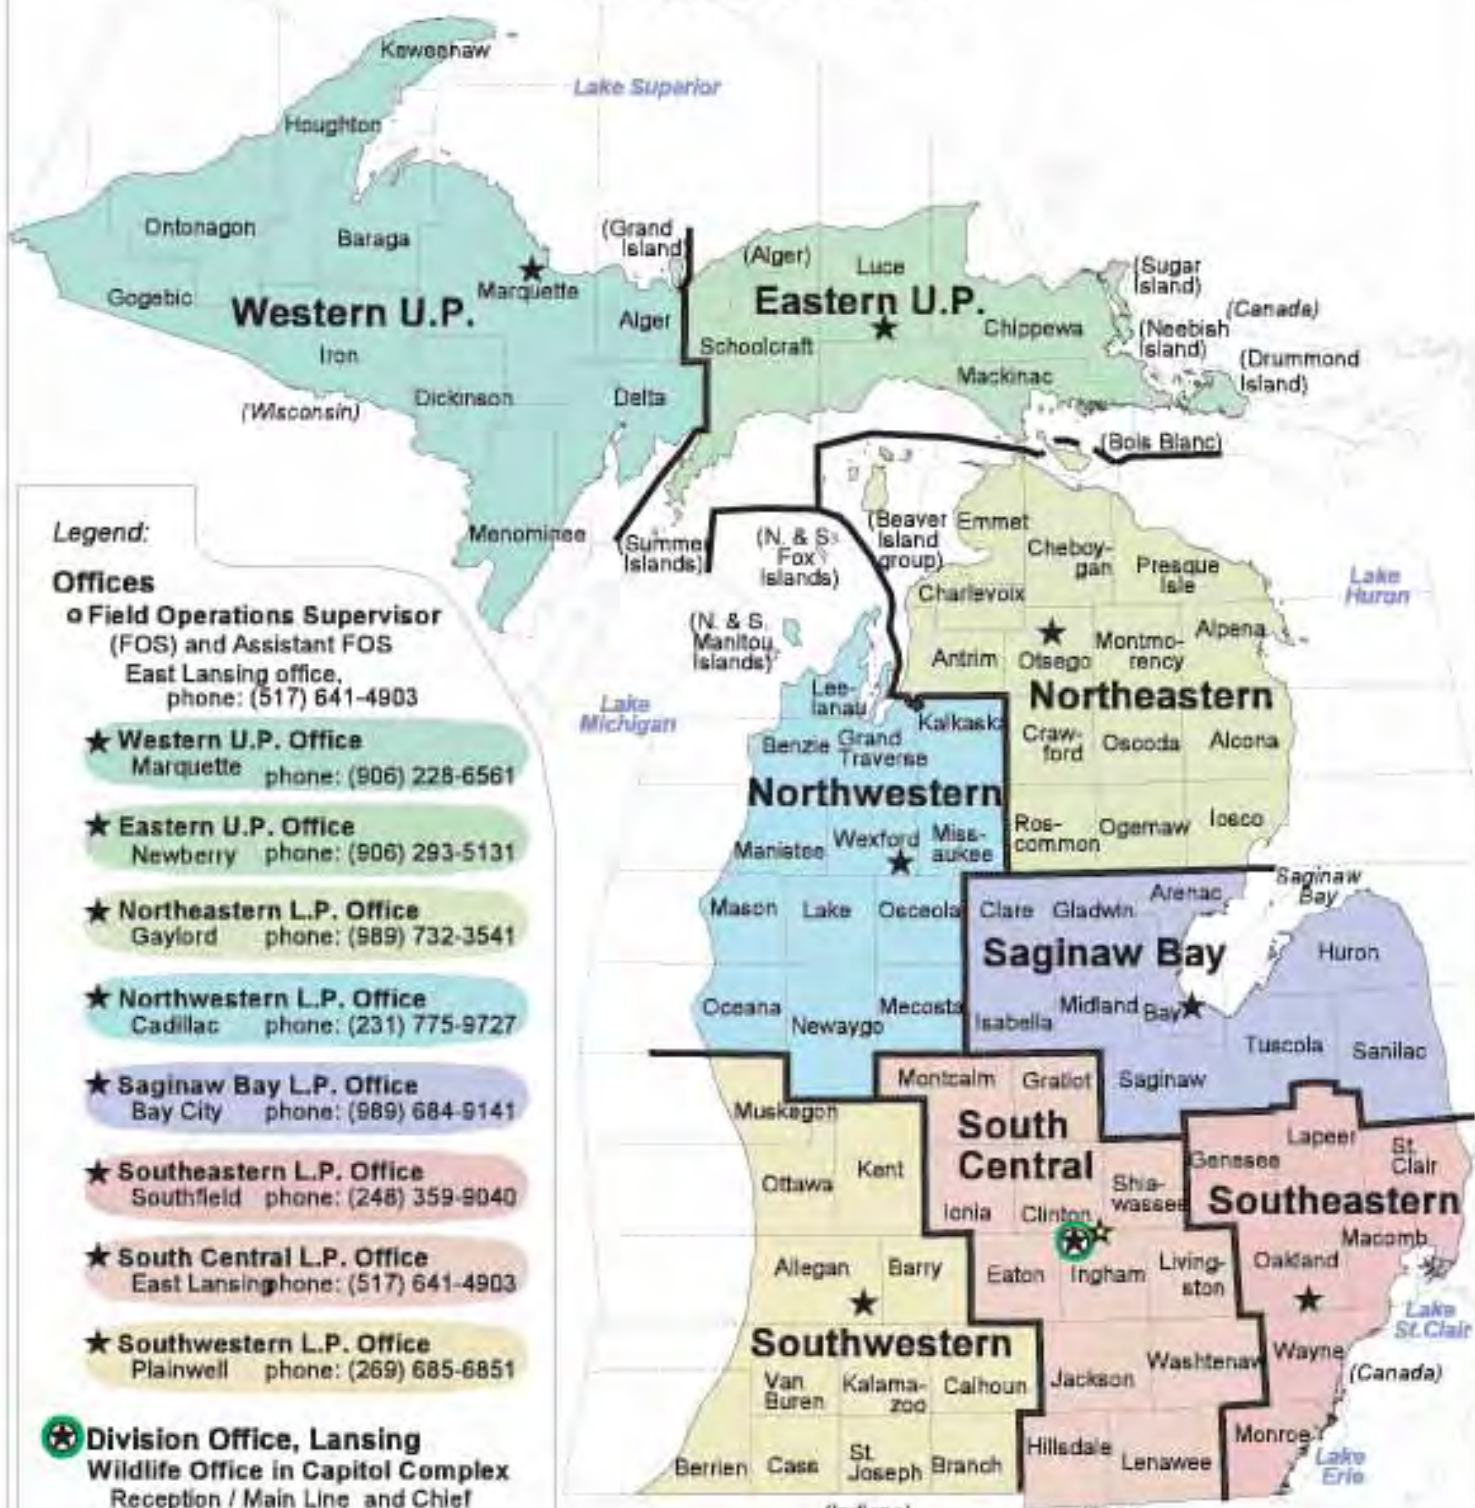 Keweenaw
Lake Superior
Houghton
Ontonagon
Baraga
(Grand
Island)
(Alger)
Luce
(Sugar
Island)
Gogebic
Western U.P.
Marquette
Alger
Eastern U.P.
Chippewa
(Canada)
(Neebish
Island)
Schoolcraft
Iron
Mackinac
(Drummond
Island)
(Wisconsin)
Dickinson
Delta
(Bois Blanc)
Menominee
(Summer
Islands)
(N. & S.
Fox
Islands)
(Beaver
Island
group)
Emmet
Cheboy-
gan
Presque
Isle
Lake
Huron
Charlevoix
(N. & S.
Manitou
Islands)
Antrim
Otsego
Montmo-
rency
Alpena
Northeastern
Lake
Michigan
Lee-
lanau
Kalkaska
Benzie
Grand
Traverse
Craw-
ford
Oscoda
Alcona
Northwestern
Manistee
Wexford
Miss-
aukee
Ros-
common
Ogemaw
Iosco
Saginaw
Bay
Mason
Lake
Osceola
Clare
Gladwin
Arenac
Saginaw Bay
Huron
Oceana
Newaygo
Mecosta
Isabella
Midland
Bay
Tuscola
Sanilac
Montcalm
Gratiot
Saginaw
Muskegon
South
Central
Lapeer
St.
Clair
Genesee
Ottawa
Kent
Shia-
wassee
Southeastern
Ionia
Clinton
Macomb
Allegan
Barry
Eaton
Ingham
Living-
ston
Oakland
Lake
St. Clair
Southwestern
Van
Buren
Kalama-
zoo
Calhoun
Jackson
Washtenaw
Wayne
(Canada)
Berrien
Cass
St.
Joseph
Branch
Hillsdale
Lenawee
Monroe
Lake
Erie
(Indiana)
Legend:
Offices
Field Operations Supervisor
(FOS) and Assistant FOS
East Lansing office,
phone: (517) 641-4903
Western U.P. Office
Marquette phone: (906) 228-6561
Eastern U.P. Office
Newberry phone: (906) 293-5131
Northeastern L.P. Office
Gaylord phone: (989) 732-3541
Northwestern L.P. Office
Cadillac phone: (231) 775-9727
Saginaw Bay L.P. Office
Bay City phone: (989) 684-9141
Southeastern L.P. Office
Southfield phone: (248) 359-9040
South Central L.P. Office
East Lansing phone: (517) 641-4903
Southwestern L.P. Office
Plainwell phone: (269) 685-6851
Division Office, Lansing
Wildlife Office in Capitol Complex
Reception / Main Line and Chief